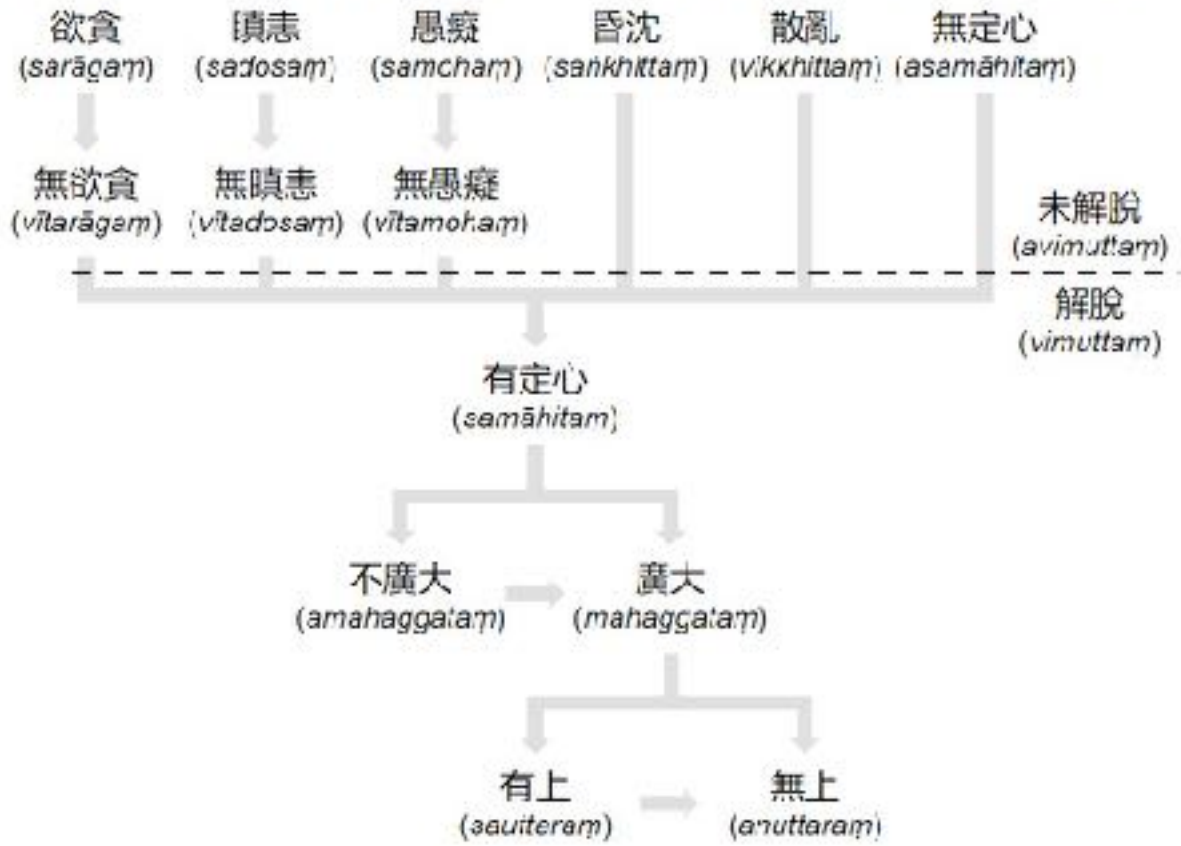 欲貪 瞋恚 愚癡 昏沈 散亂 無定心
(sarāgaṃ) (sadosaṃ) (samohaṃ) (saṅkhittaṃ) (vikkhittaṃ) (asamāhitaṃ)
無欲貪 無瞋恚 無愚癡
(vītarāgaṃ) (vītadosaṃ) (vītamohaṃ)
未解脫
(avimuttaṃ)
解脫
(vimuttaṃ)
有定心
(samāhitaṃ)
不廣大 廣大
(amahaggataṃ) (mahaggataṃ)
有上 無上
(sauttaraṃ) (anuttaraṃ)